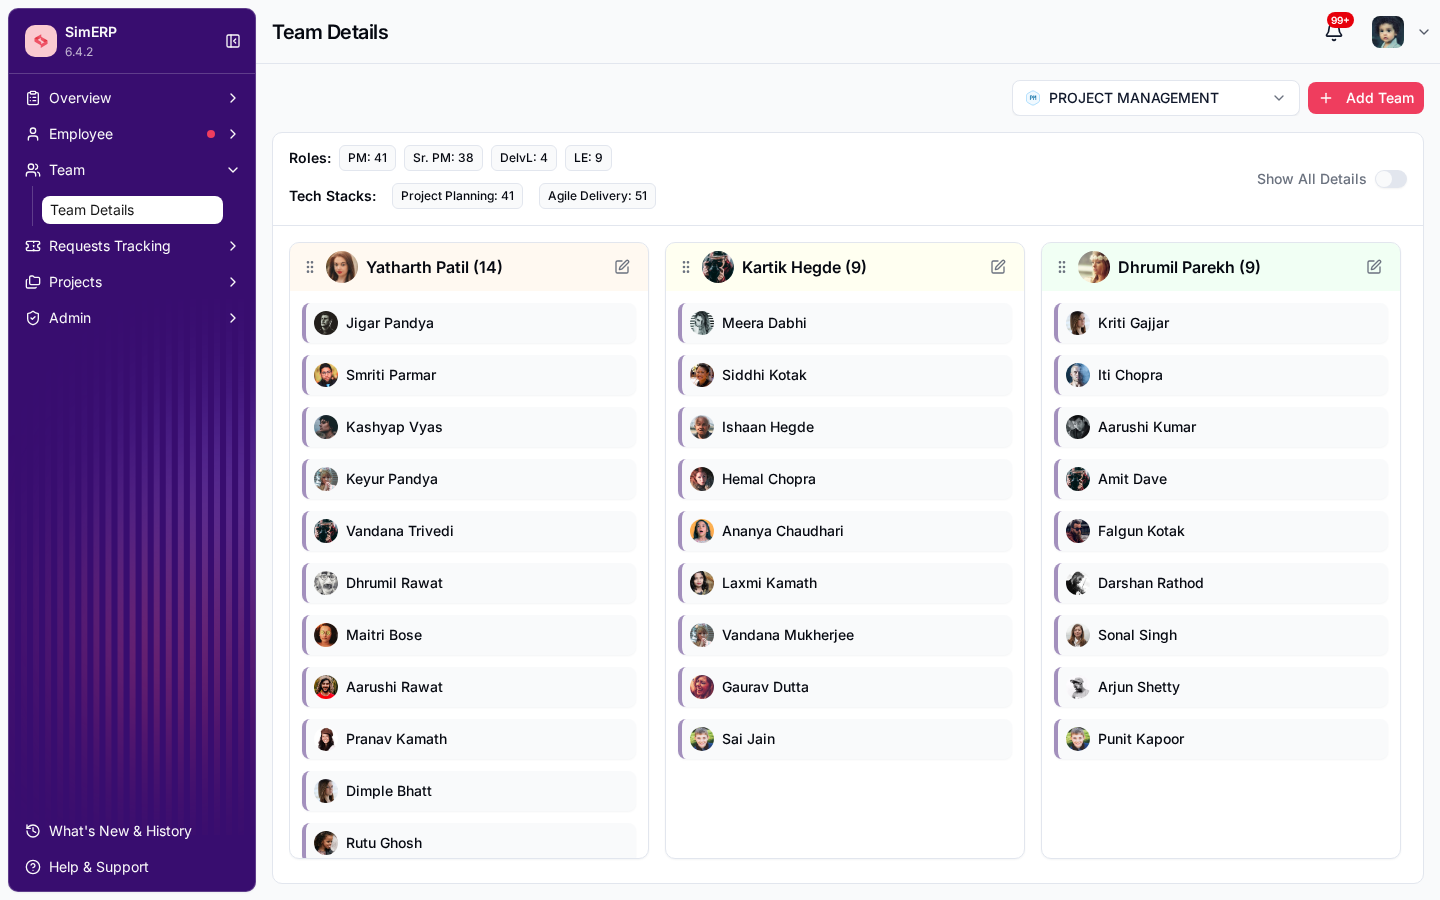 SimERP
6.4.2
Overview
Employee
Team
Team Details
Requests Tracking
Projects
Admin
What's New & History
Help & Support
Team Details
99+
PM PROJECT MANAGEMENT
Add Team
Roles: PM: 41 Sr. PM: 38 DelvL: 4 LE: 9
Tech Stacks: Project Planning: 41 Agile Delivery: 51
Show All Details
Yatharth Patil (14)
Jigar Pandya
Smriti Parmar
Kashyap Vyas
Keyur Pandya
Vandana Trivedi
Dhrumil Rawat
Maitri Bose
Aarushi Rawat
Pranav Kamath
Dimple Bhatt
Rutu Ghosh
Kartik Hegde (9)
Meera Dabhi
Siddhi Kotak
Ishaan Hegde
Hemal Chopra
Ananya Chaudhari
Laxmi Kamath
Vandana Mukherjee
Gaurav Dutta
Sai Jain
Dhrumil Parekh (9)
Kriti Gajjar
Iti Chopra
Aarushi Kumar
Amit Dave
Falgun Kotak
Darshan Rathod
Sonal Singh
Arjun Shetty
Punit Kapoor